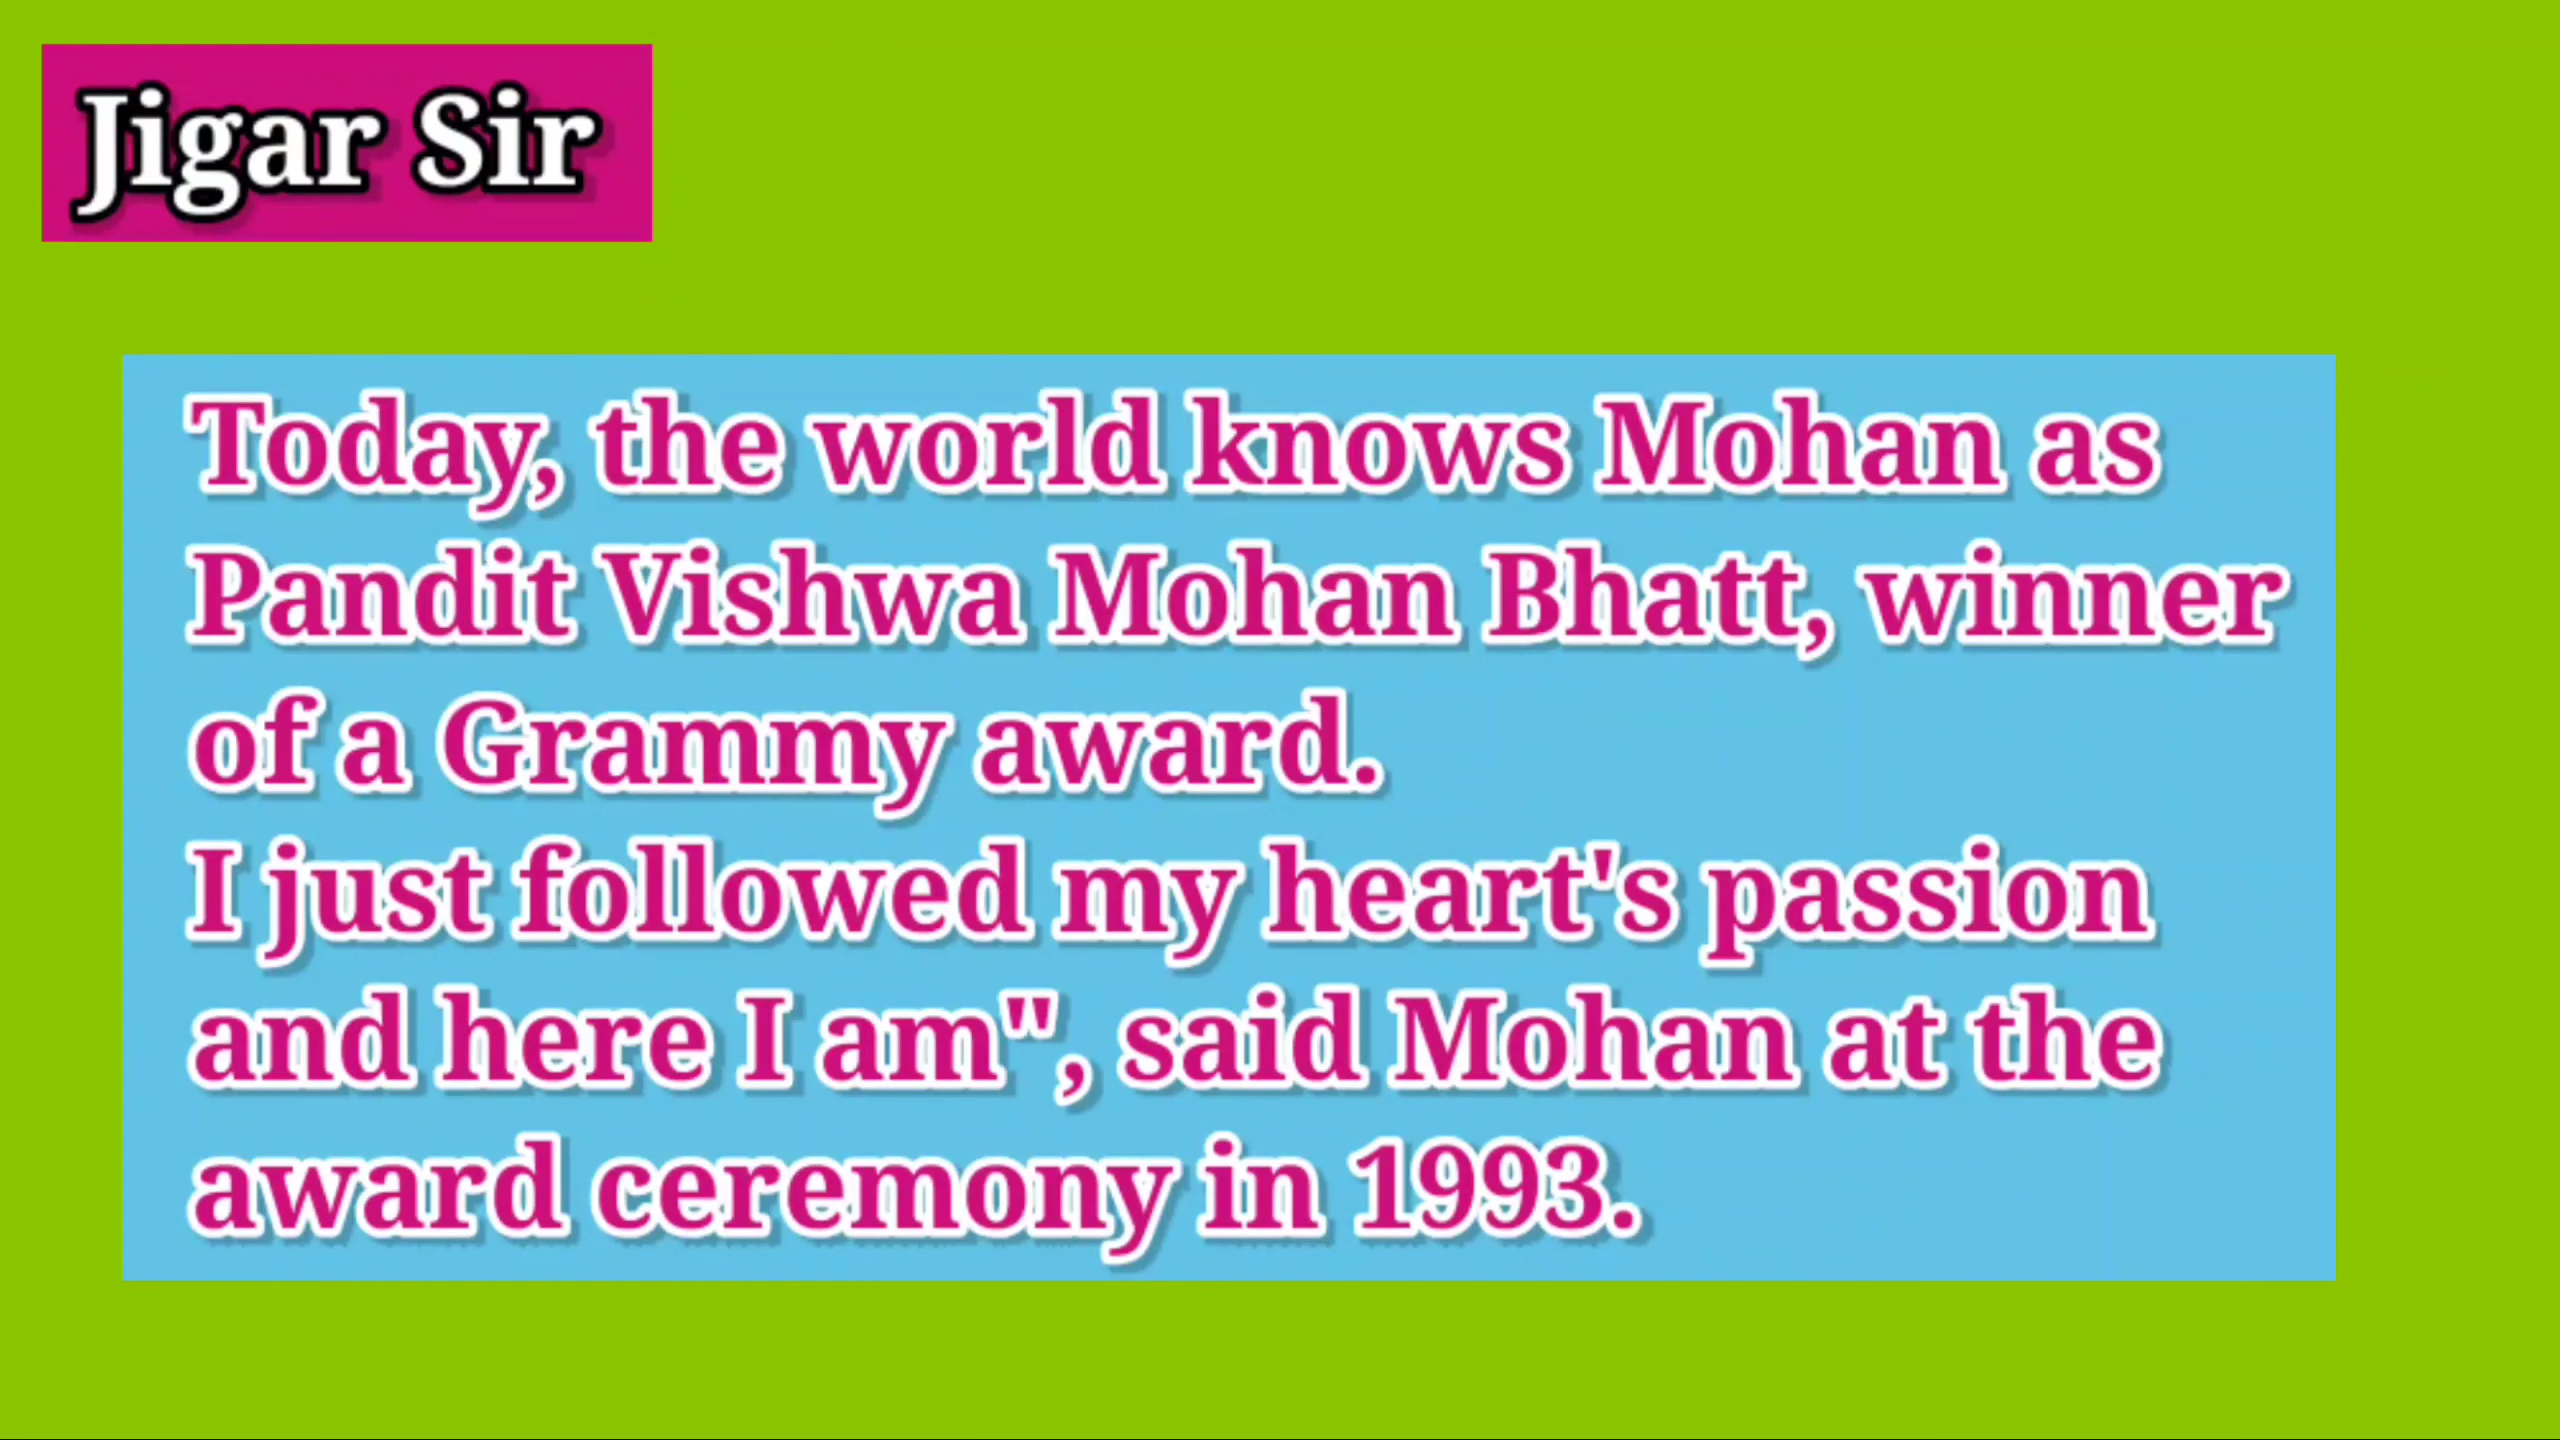 Jigar Sir
Today, the world knows Mohan as
Pandit Vishwa Mohan Bhatt, winner
of a Grammy award.
I just followed my heart's passion
and here I am", said Mohan at the
award ceremony in 1993.